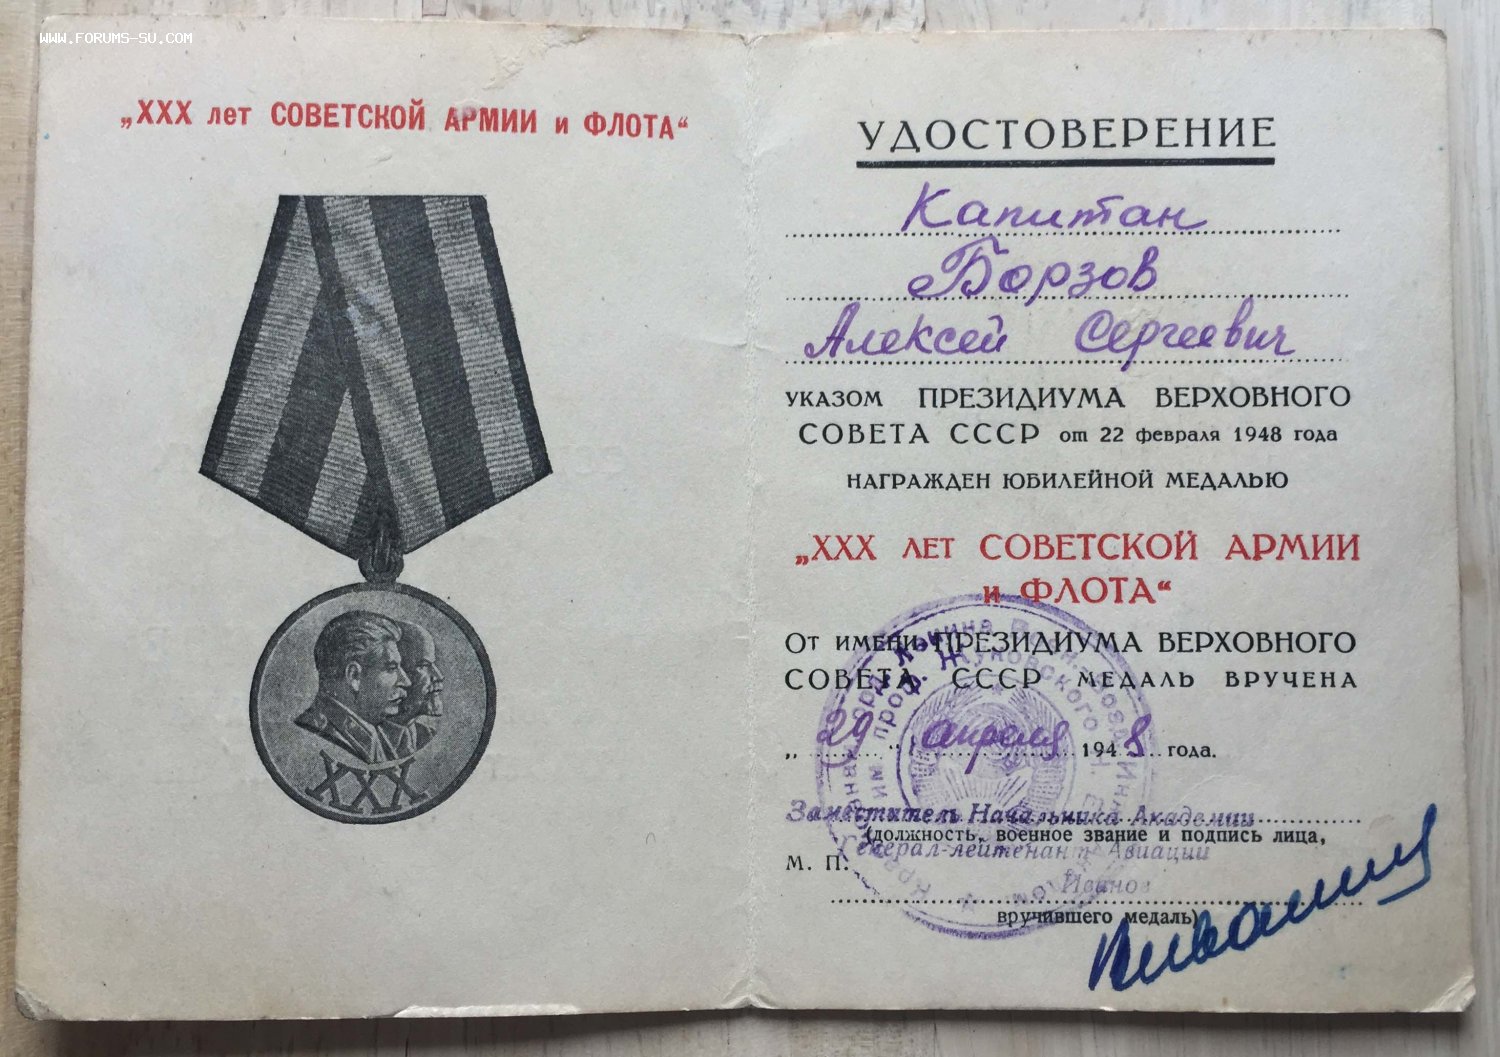 www.forums-su.com
„XXX лет СОВЕТСКОЙ АРМИИ и ФЛОТА“
XXX
УДОСТОВЕРЕНИЕ
Капитан
Борзов
Алексей Сергеевич
УКАЗОМ ПРЕЗИДИУМА ВЕРХОВНОГО
СОВЕТА СССР от 22 февраля 1948 года
НАГРАЖДЕН ЮБИЛЕЙНОЙ МЕДАЛЬЮ
„XXX ЛЕТ СОВЕТСКОЙ АРМИИ
и ФЛОТА“
От имени ПРЕЗИДИУМА ВЕРХОВНОГО
СОВЕТА СССР МЕДАЛЬ ВРУЧЕНА
„29“ апреля 1948 года.
Заместитель Начальника Академии
(должность, военное звание и подпись лица,
Генерал-лейтенант Авиации
М. П.
Иванов
вручившего медаль)
проф. Жуковского Н. Е.